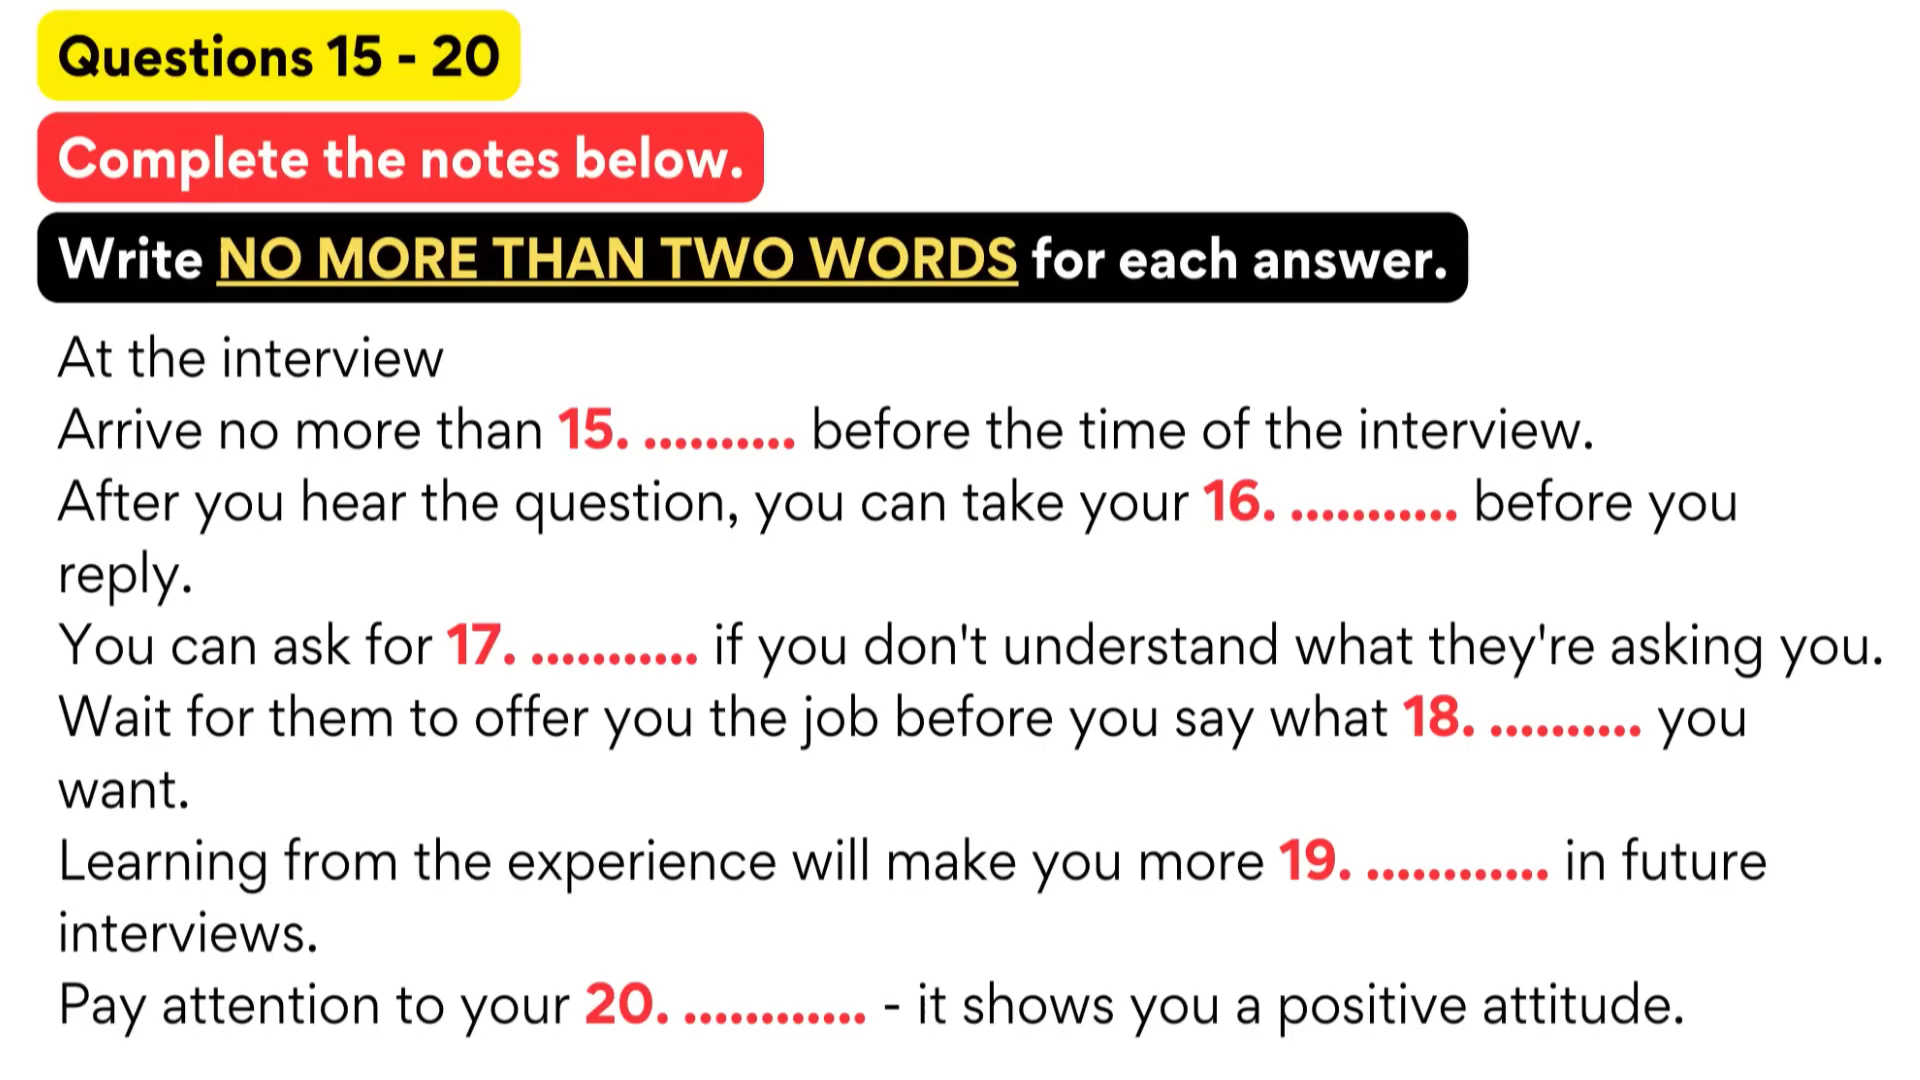 Questions 15 - 20
Complete the notes below.
Write NO MORE THAN TWO WORDS for each answer.
At the interview
Arrive no more than 15. .......... before the time of the interview.
After you hear the question, you can take your 16. ........... before you
reply.
You can ask for 17. ........... if you don't understand what they're asking you.
Wait for them to offer you the job before you say what 18. .......... you
want.
Learning from the experience will make you more 19. ............ in future
interviews.
Pay attention to your 20. ............ - it shows you a positive attitude.